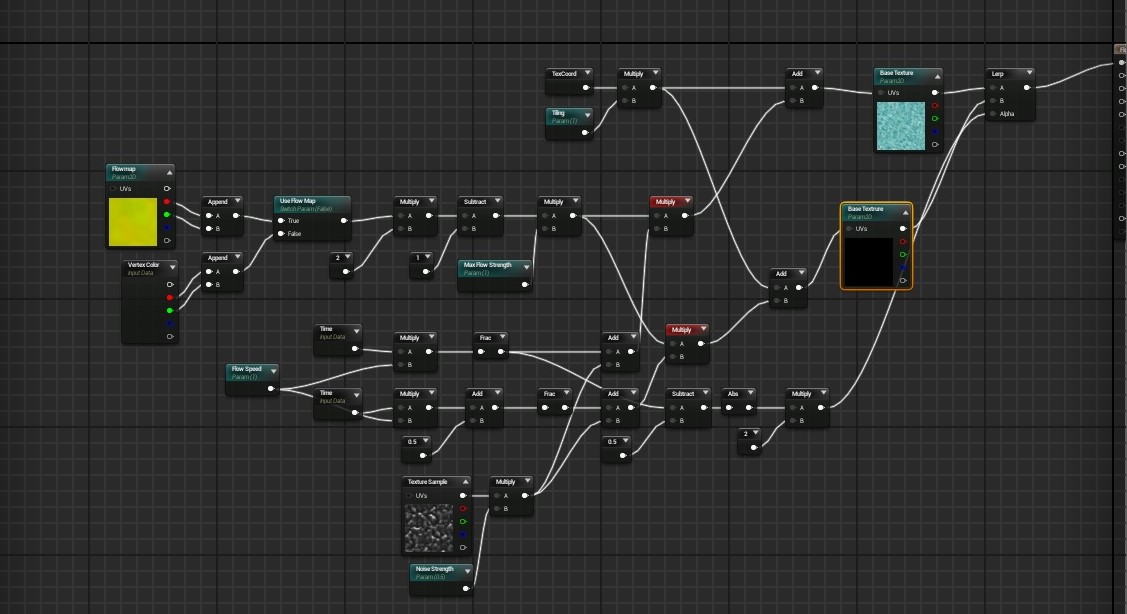 TexCoord
Multiply
A
B
Tiling
Param (1)
Add
A
B
Base Texture
Param2D
UVs
Lerp
A
B
Alpha
Flowmap
Param2D
UVs
Append
A
B
Use Flow Map
Switch Param (False)
True
False
Multiply
A
B
Subtract
A
B
Multiply
A
B
Multiply
A
B
Base Texrure
Param2D
UVs
Vertex Color
Input Data
Append
A
B
2
1
Max Flow Strength
Param (1)
Add
A
B
Time
Input Data
Multiply
A
B
Frac
Add
A
B
Multiply
A
B
Flow Speed
Param (1)
Time
Input Data
Multiply
A
B
Add
A
B
Frac
Add
A
B
Subtract
A
B
Abs
Multiply
A
B
0.5
0.5
2
Texture Sample
UVs
Multiply
A
B
Noise Strength
Param (0.5)